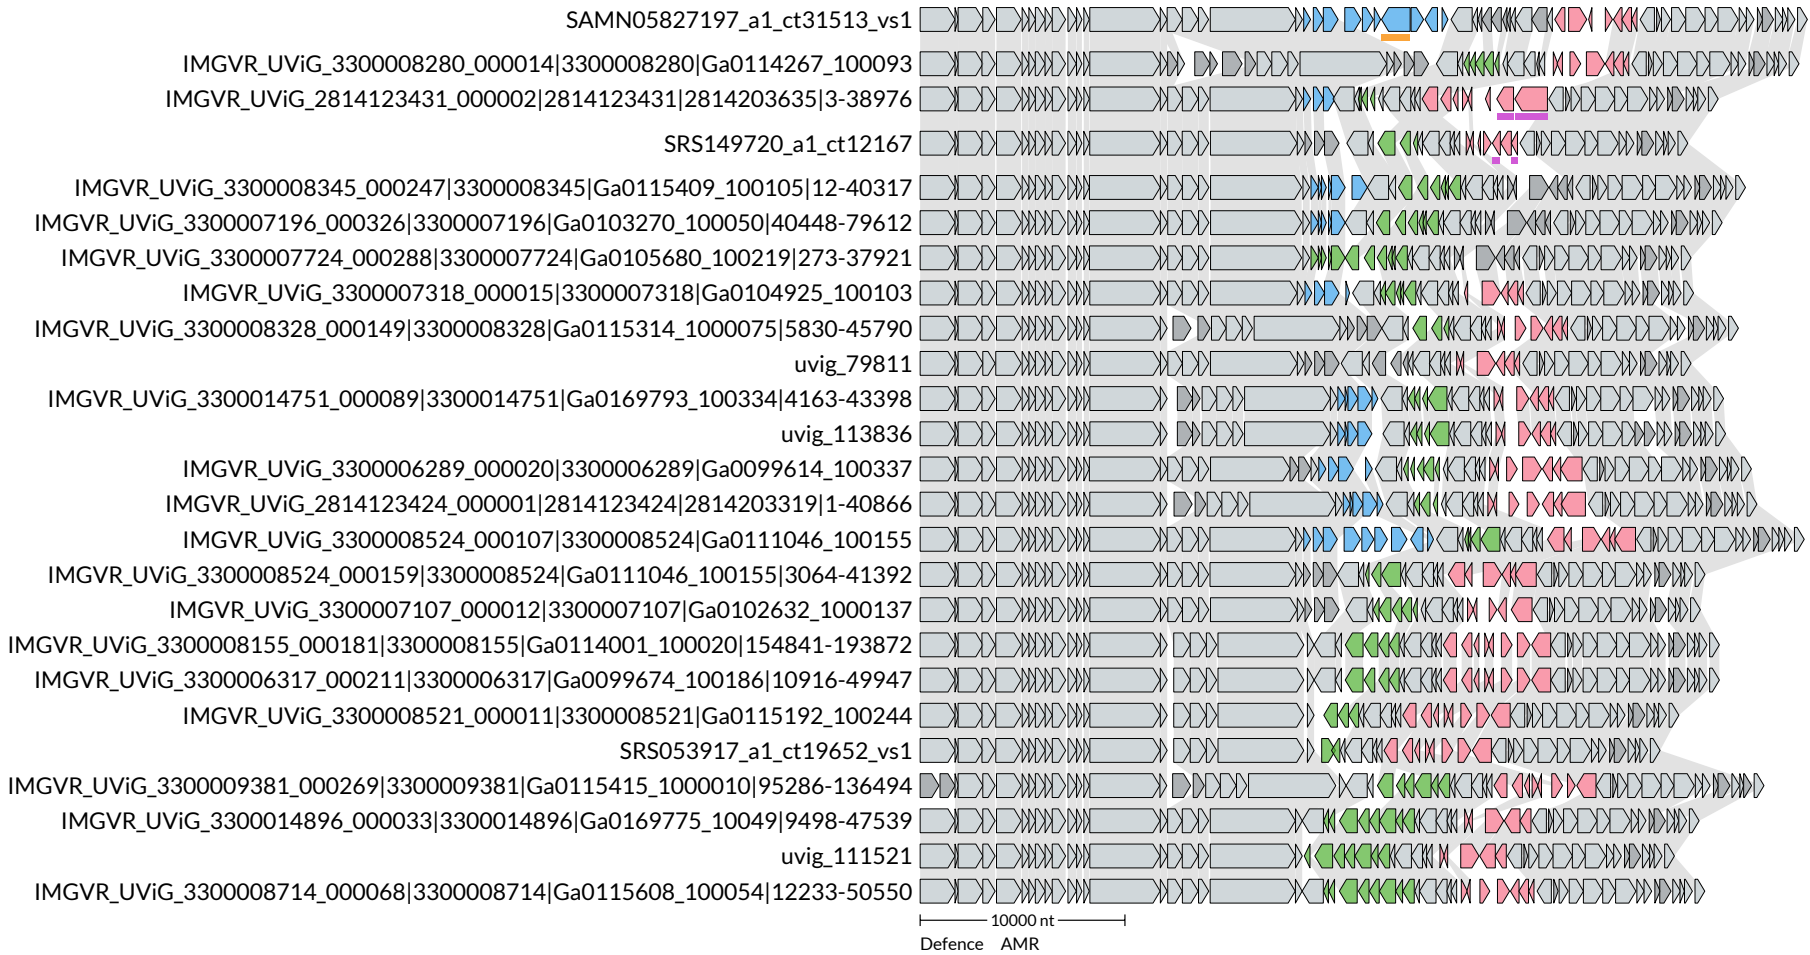 SAMN05827197_a1_ct31513_vs1
IMGVR_UViG_3300008280_000014|3300008280|Ga0114267_100093
IMGVR_UViG_2814123431_000002|2814123431|2814203635|3-38976
SRS149720_a1_ct12167
IMGVR_UViG_3300008345_000247|3300008345|Ga0115409_100105|12-40317
IMGVR_UViG_3300007196_000326|3300007196|Ga0103270_100050|40448-79612
IMGVR_UViG_3300007724_000288|3300007724|Ga0105680_100219|273-37921
IMGVR_UViG_3300007318_000015|3300007318|Ga0104925_100103
IMGVR_UViG_3300008328_000149|3300008328|Ga0115314_1000075|5830-45790
uvig_79811
IMGVR_UViG_3300014751_000089|3300014751|Ga0169793_100334|4163-43398
uvig_113836
IMGVR_UViG_3300006289_000020|3300006289|Ga0099614_100337
IMGVR_UViG_2814123424_000001|2814123424|2814203319|1-40866
IMGVR_UViG_3300008524_000107|3300008524|Ga0111046_100155
IMGVR_UViG_3300008524_000159|3300008524|Ga0111046_100155|3064-41392
IMGVR_UViG_3300007107_000012|3300007107|Ga0102632_1000137
IMGVR_UViG_3300008155_000181|3300008155|Ga0114001_100020|154841-193872
IMGVR_UViG_3300006317_000211|3300006317|Ga0099674_100186|10916-49947
IMGVR_UViG_3300008521_000011|3300008521|Ga0115192_100244
SRS053917_a1_ct19652_vs1
IMGVR_UViG_3300009381_000269|3300009381|Ga0115415_1000010|95286-136494
IMGVR_UViG_3300014896_000033|3300014896|Ga0169775_10049|9498-47539
uvig_111521
IMGVR_UViG_3300008714_000068|3300008714|Ga0115608_100054|12233-50550
10000 nt
Defence AMR